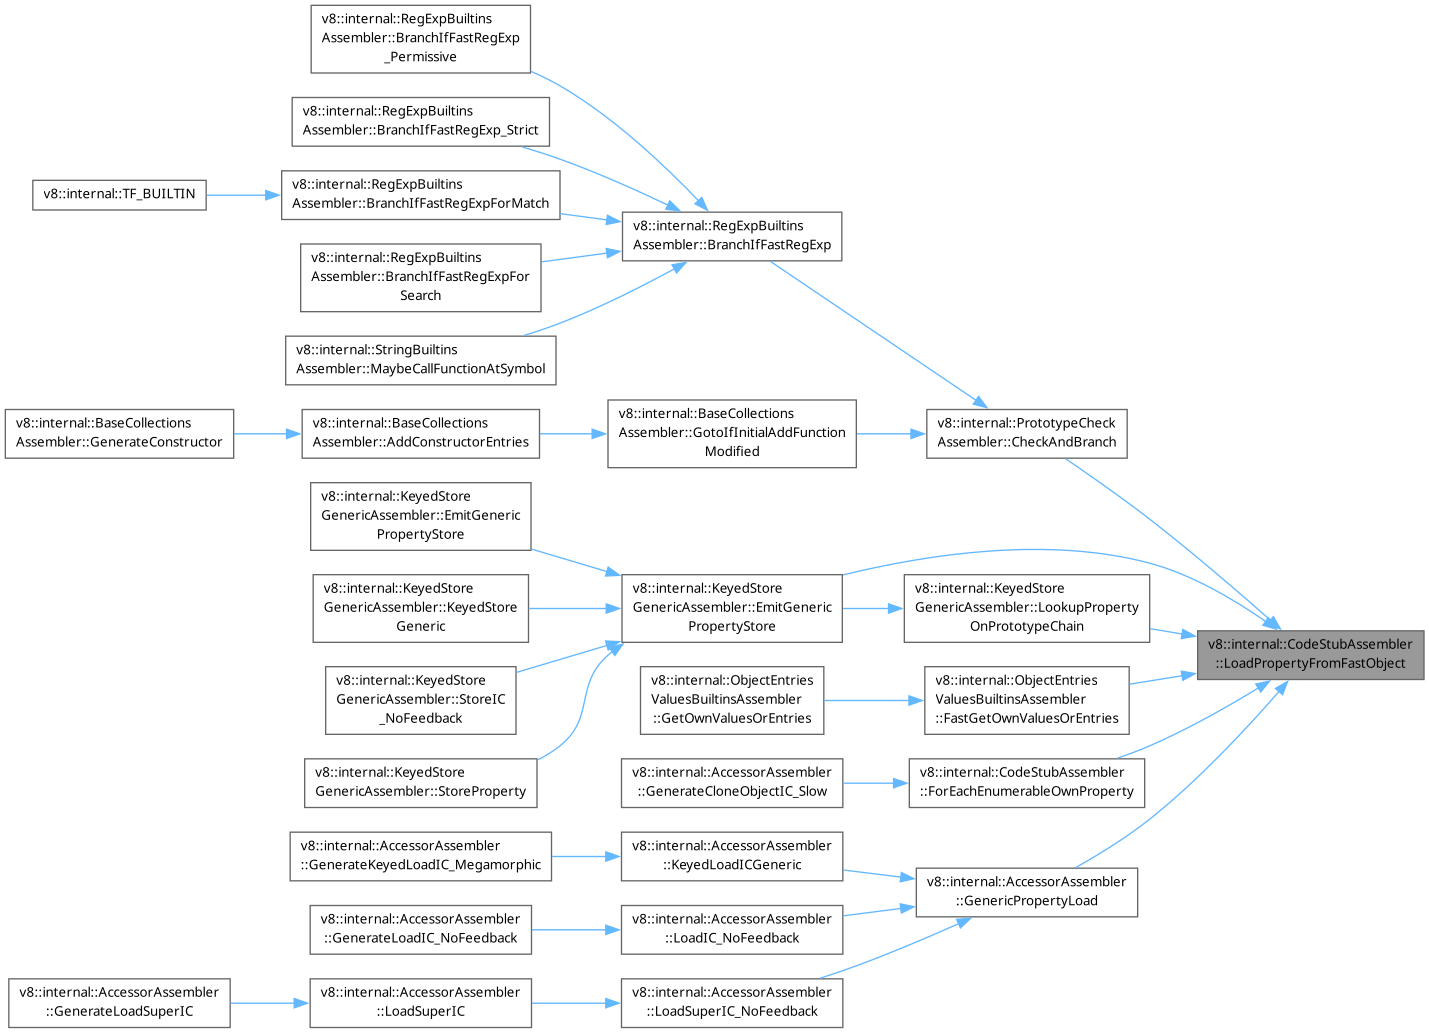 v8::internal::RegExpBuiltins
Assembler::BranchIfFastRegExp
_Permissive
v8::internal::RegExpBuiltins
Assembler::BranchIfFastRegExp_Strict
v8::internal::TF_BUILTIN
v8::internal::RegExpBuiltins
Assembler::BranchIfFastRegExpForMatch
v8::internal::RegExpBuiltins
Assembler::BranchIfFastRegExp
v8::internal::RegExpBuiltins
Assembler::BranchIfFastRegExpFor
Search
v8::internal::StringBuiltins
Assembler::MaybeCallFunctionAtSymbol
v8::internal::BaseCollections
Assembler::GenerateConstructor
v8::internal::BaseCollections
Assembler::AddConstructorEntries
v8::internal::BaseCollections
Assembler::GotoIfInitialAddFunction
Modified
v8::internal::PrototypeCheck
Assembler::CheckAndBranch
v8::internal::KeyedStore
GenericAssembler::EmitGeneric
PropertyStore
v8::internal::KeyedStore
GenericAssembler::KeyedStore
Generic
v8::internal::KeyedStore
GenericAssembler::EmitGeneric
PropertyStore
v8::internal::KeyedStore
GenericAssembler::LookupProperty
OnPrototypeChain
v8::internal::CodeStubAssembler
::LoadPropertyFromFastObject
v8::internal::KeyedStore
GenericAssembler::StoreIC
_NoFeedback
v8::internal::ObjectEntries
ValuesBuiltinsAssembler
::GetOwnValuesOrEntries
v8::internal::ObjectEntries
ValuesBuiltinsAssembler
::FastGetOwnValuesOrEntries
v8::internal::KeyedStore
GenericAssembler::StoreProperty
v8::internal::AccessorAssembler
::GenerateCloneObjectIC_Slow
v8::internal::CodeStubAssembler
::ForEachEnumerableOwnProperty
v8::internal::AccessorAssembler
::GenerateKeyedLoadIC_Megamorphic
v8::internal::AccessorAssembler
::KeyedLoadICGeneric
v8::internal::AccessorAssembler
::GenericPropertyLoad
v8::internal::AccessorAssembler
::GenerateLoadIC_NoFeedback
v8::internal::AccessorAssembler
::LoadIC_NoFeedback
v8::internal::AccessorAssembler
::GenerateLoadSuperIC
v8::internal::AccessorAssembler
::LoadSuperIC
v8::internal::AccessorAssembler
::LoadSuperIC_NoFeedback